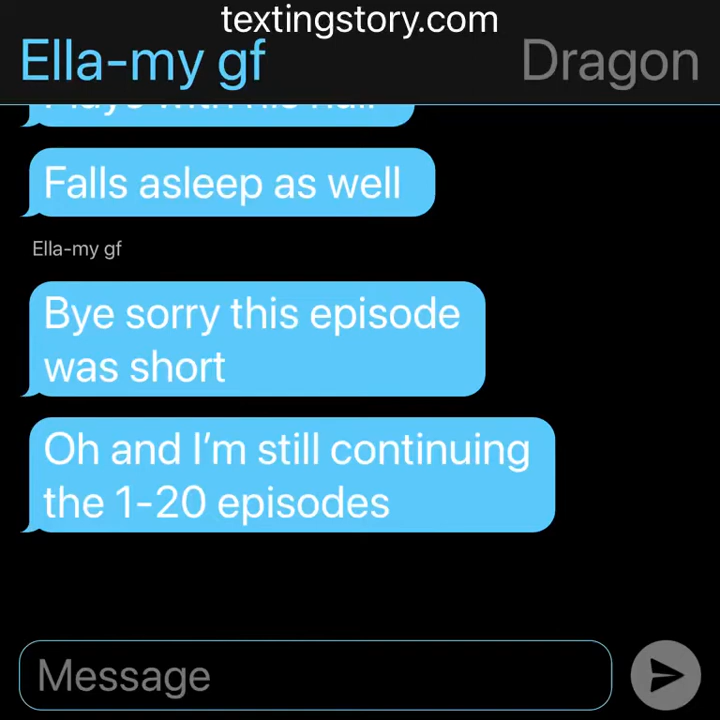 textingstory.com
Ella-my gf
Dragon
Falls asleep as well
Ella-my gf
Bye sorry this episode
was short
Oh and I’m still continuing
the 1-20 episodes
Message